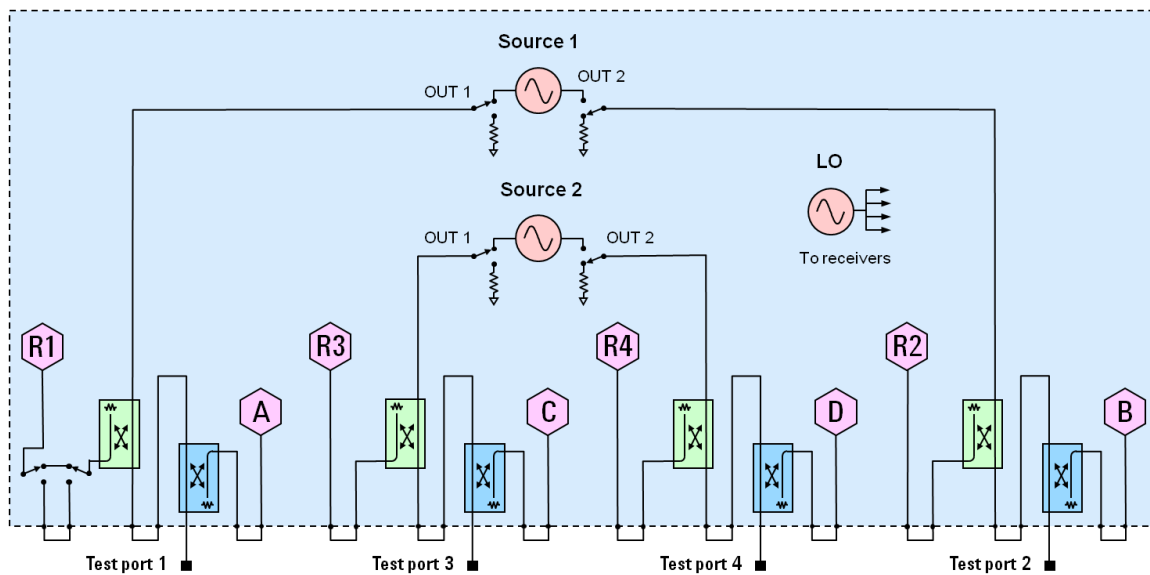 Source 1
OUT 1
OUT 2
LO
Source 2
OUT 1
OUT 2
To receivers
R1
R3
R4
R2
A
C
D
B
Test port 1
Test port 3
Test port 4
Test port 2